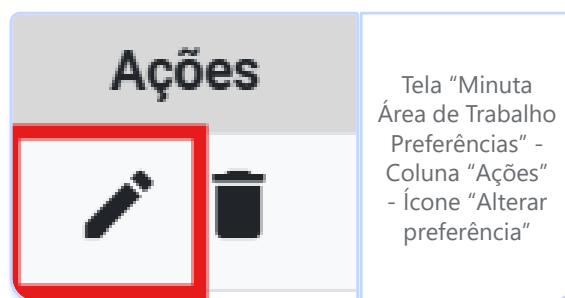 Ações
Tela “Minuta
Área de Trabalho
Preferências” -
Coluna “Ações”
- Ícone “Alterar
preferência”